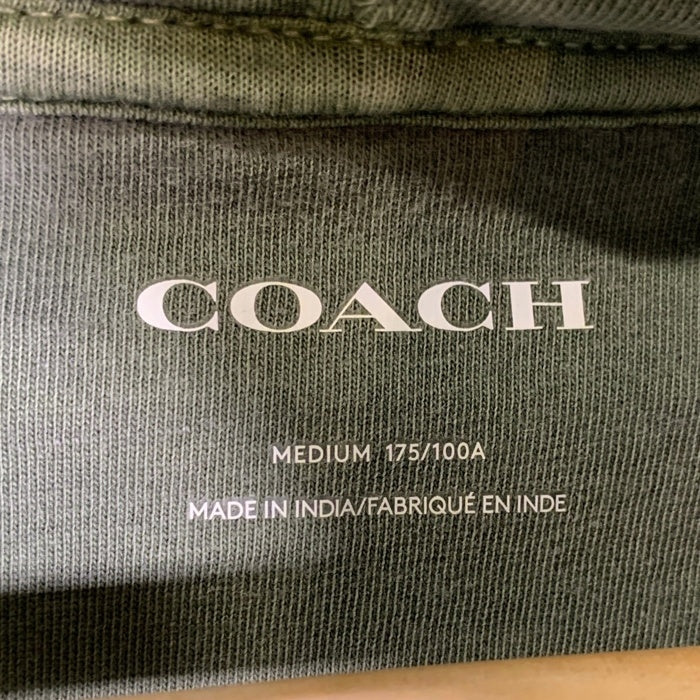 COACH
MEDIUM 175/100A
MADE IN INDIA/FABRIQUÉ EN INDE